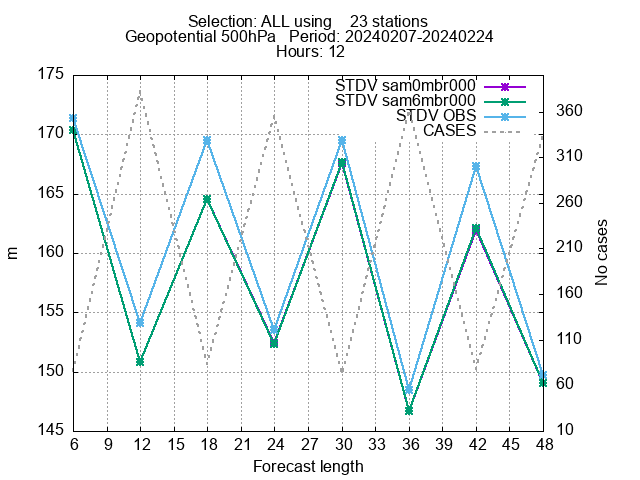 Selection: ALL using    23 stations
Geopotential 500hPa   Period: 20240207-20240224
Hours: 12
STDV sam0mbr000
STDV sam6mbr000
STDV OBS
CASES
175
170
165
160
155
150
145
m
360
310
260
210
160
110
60
10
No cases
6 9 12 15 18 21 24 27 30 33 36 39 42 45 48
Forecast length